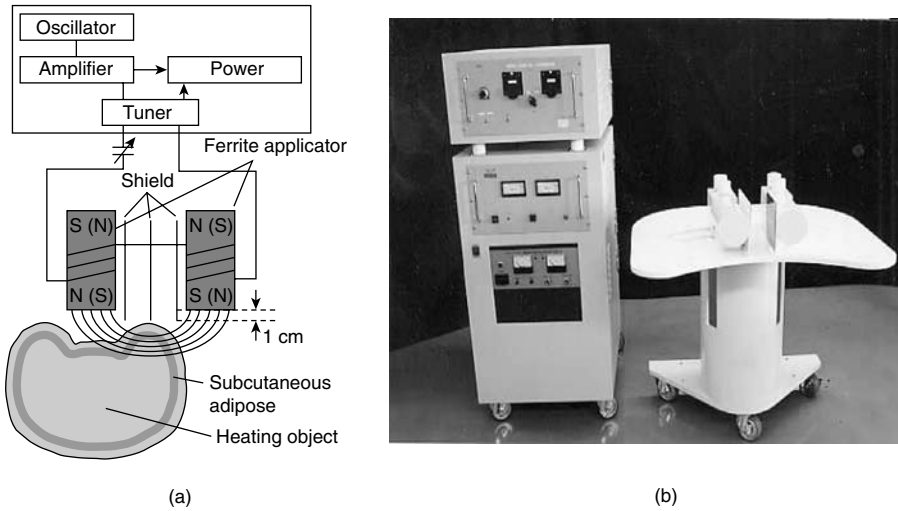 Oscillator
Amplifier
Power
Tuner
Ferrite applicator
Shield
S (N)
N (S)
N (S)
S (N)
1 cm
Subcutaneous
adipose
Heating object
(a)
(b)